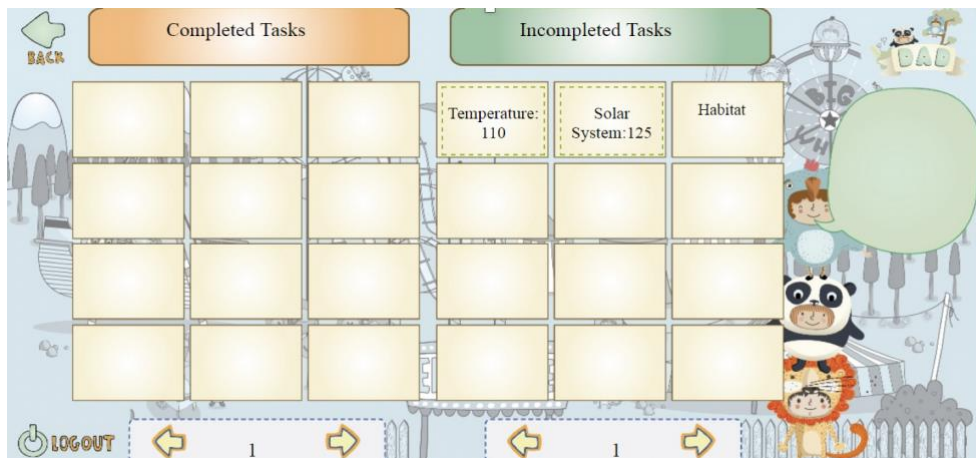 BACK
Completed Tasks
Incompleted Tasks
DAD
Temperature:
110
Solar
System:125
Habitat
BIG
LOGOUT
1
1